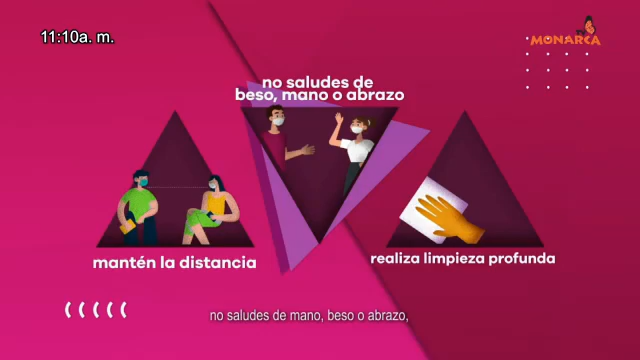 11:10a. m.
TV
MONARCA
no saludes de
beso, mano o abrazo
mantén la distancia
realiza limpieza profunda
no saludes de mano, beso o abrazo,